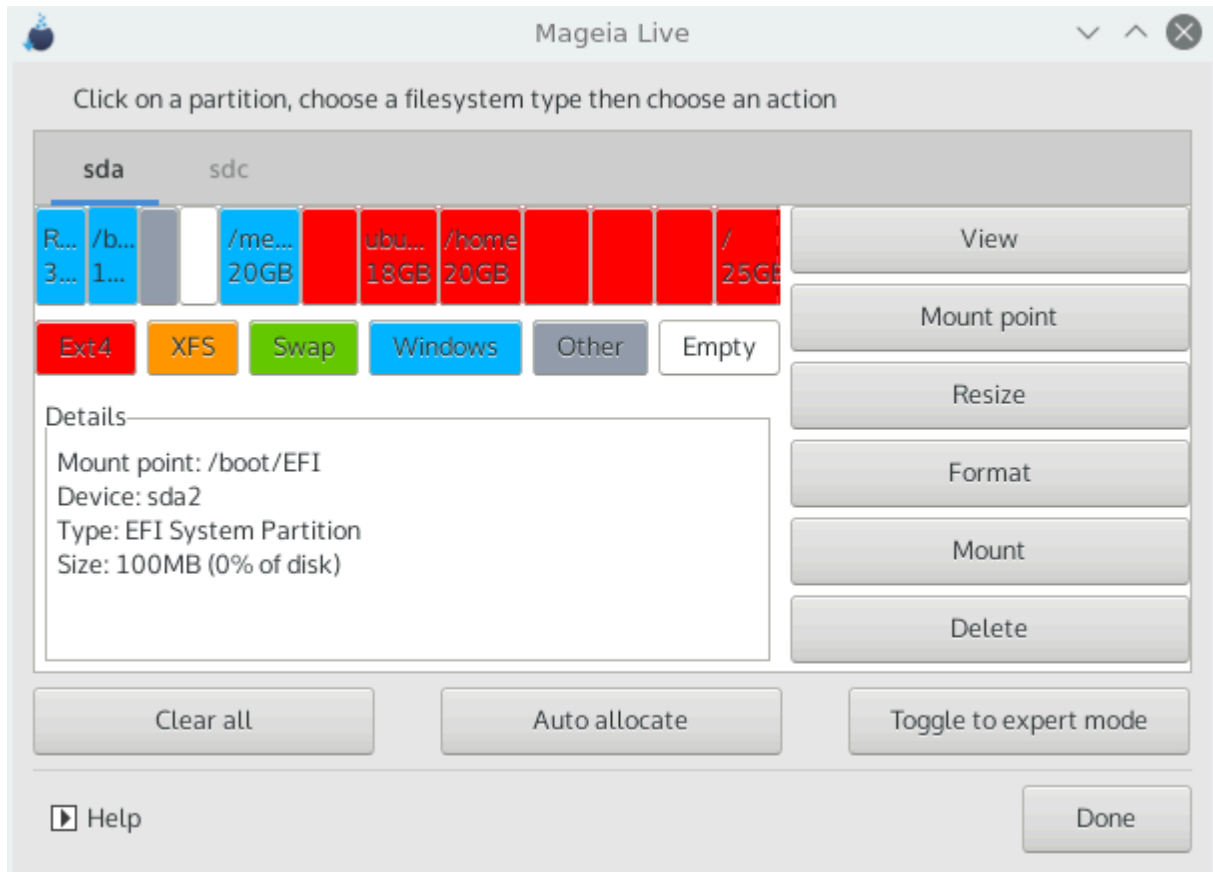 Mageia Live
Click on a partition, choose a filesystem type then choose an action
sda sdc
R... /b... /me... ubu... /home /
3... 1... 20GB 18GB 20GB 25GB
Ext4 XFS Swap Windows Other Empty
Details
Mount point: /boot/EFI
Device: sda2
Type: EFI System Partition
Size: 100MB (0% of disk)
View
Mount point
Resize
Format
Mount
Delete
Clear all Auto allocate Toggle to expert mode
Help Done